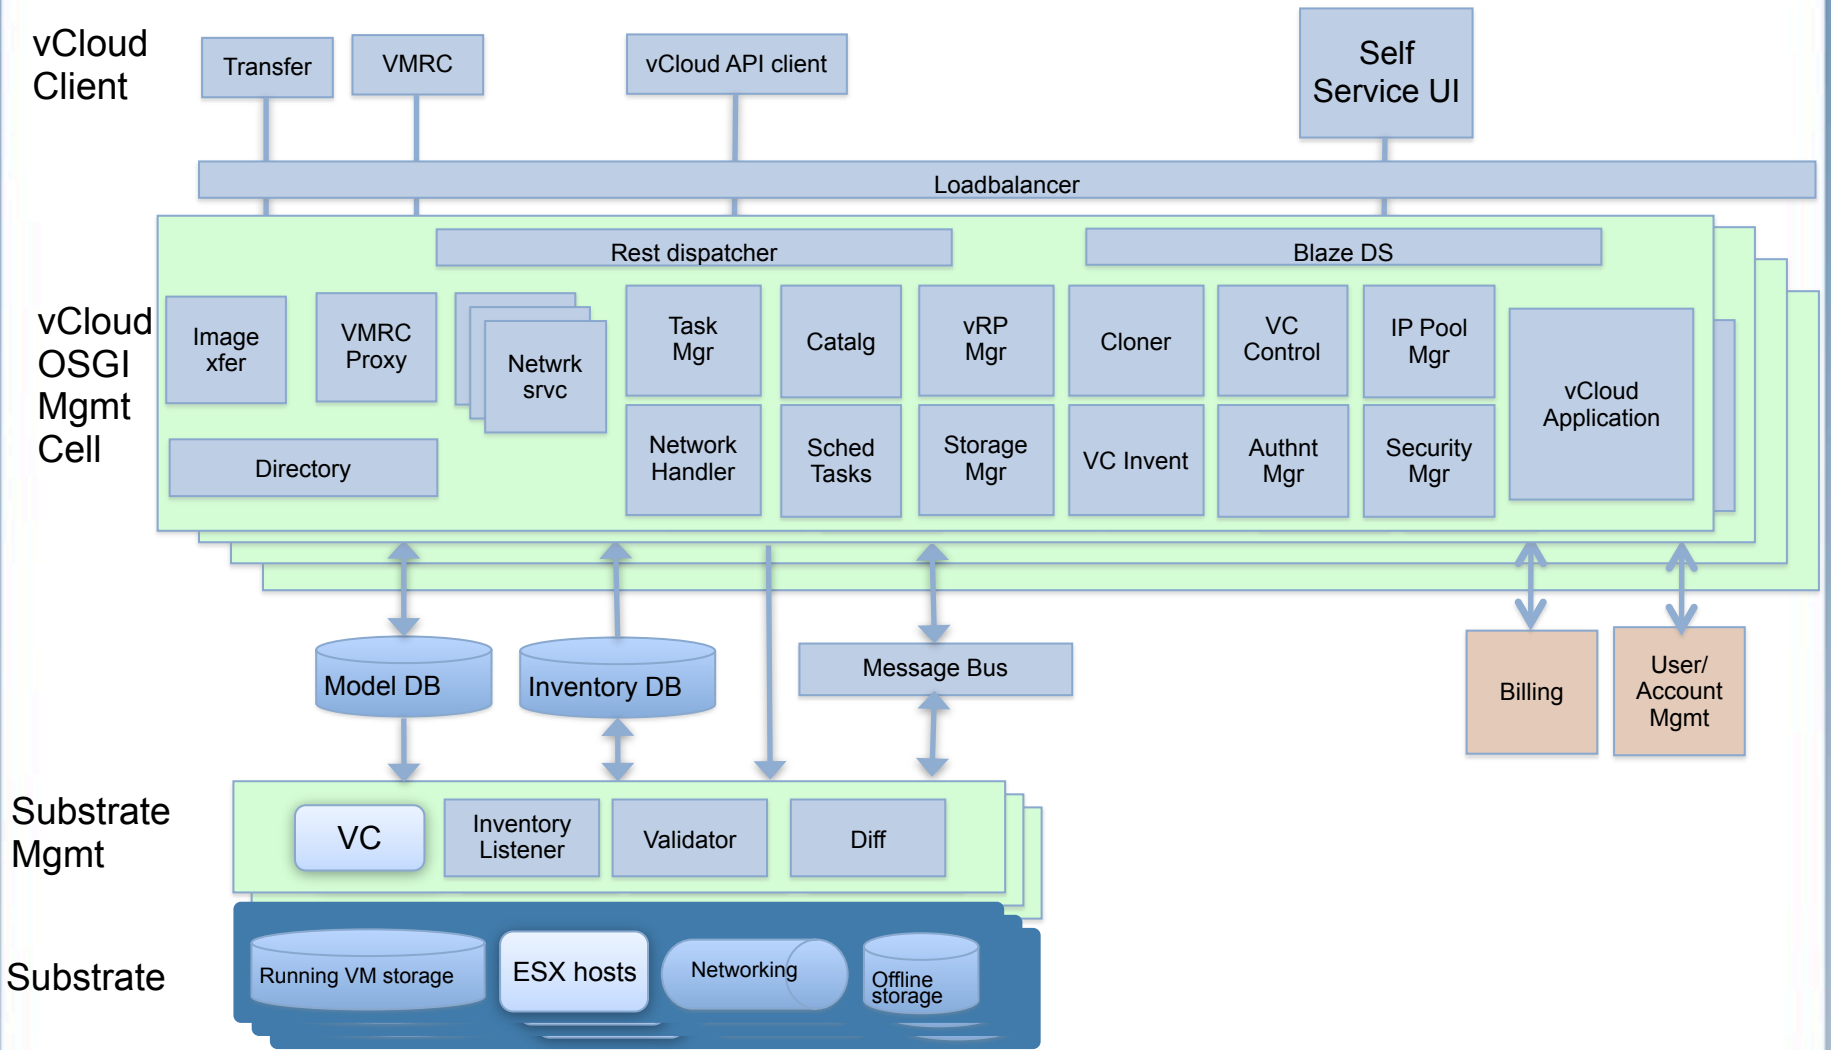 vCloud
Client
Transfer
VMRC
vCloud API client
Self
Service UI
Loadbalancer
Rest dispatcher
Blaze DS
vCloud
OSGI
Mgmt
Cell
Image
xfer
VMRC
Proxy
Netwrk
srvc
Task
Mgr
Catalg
vRP
Mgr
Cloner
VC
Control
IP Pool
Mgr
vCloud
Application
Directory
Network
Handler
Sched
Tasks
Storage
Mgr
VC Invent
Authnt
Mgr
Security
Mgr
Model DB
Inventory DB
Message Bus
Billing
User/
Account
Mgmt
Substrate
Mgmt
VC
Inventory
Listener
Validator
Diff
Substrate
Running VM storage
ESX hosts
Networking
Offline
storage